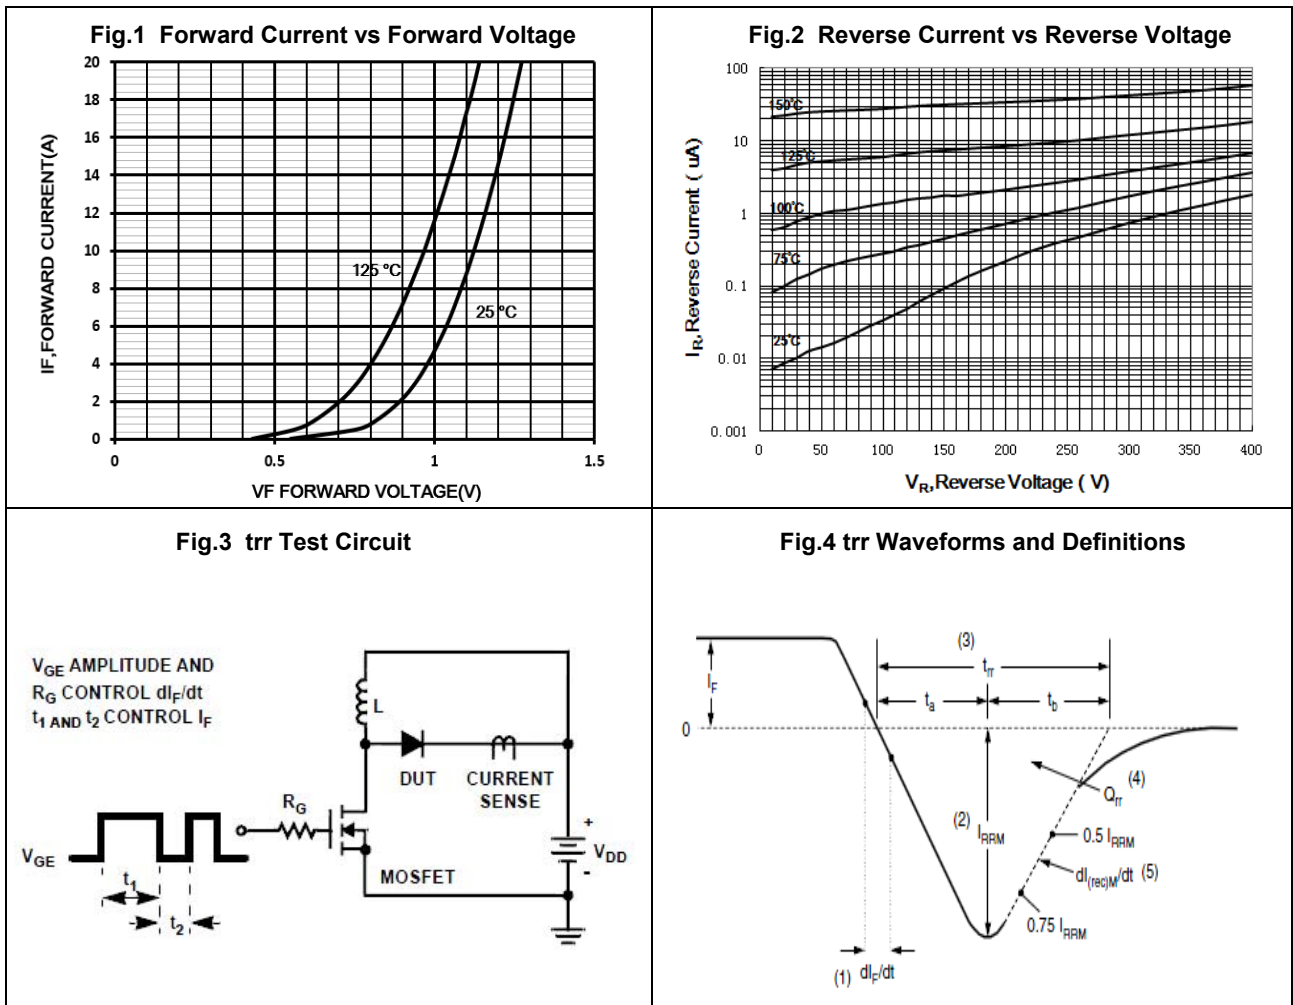 Fig.1 Forward Current vs Forward Voltage
20
18
16
14
12
10
8
6
4
2
0
IF,FORWARD CURRENT(A)
125 ºC
25 ºC
0
0.5
1
1.5
VF FORWARD VOLTAGE(V)
Fig.2 Reverse Current vs Reverse Voltage
100
10
1
0.1
0.01
0.001
IR,Reverse Current ( uA)
150℃
125℃
100℃
75℃
25℃
0
50
100
150
200
250
300
350
400
VR,Reverse Voltage ( V)
Fig.3 trr Test Circuit
VGE AMPLITUDE AND
RG CONTROL dIF/dt
t1 AND t2 CONTROL IF
L
DUT
CURRENT
SENSE
RG
+
VDD
-
VGE
MOSFET
t1
t2
Fig.4 trr Waveforms and Definitions
(3)
trr
IF
ta
tb
0
Qrr (4)
(2) IRRM
0.5 IRRM
dI(rec)M/dt (5)
0.75 IRRM
(1) dIF/dt